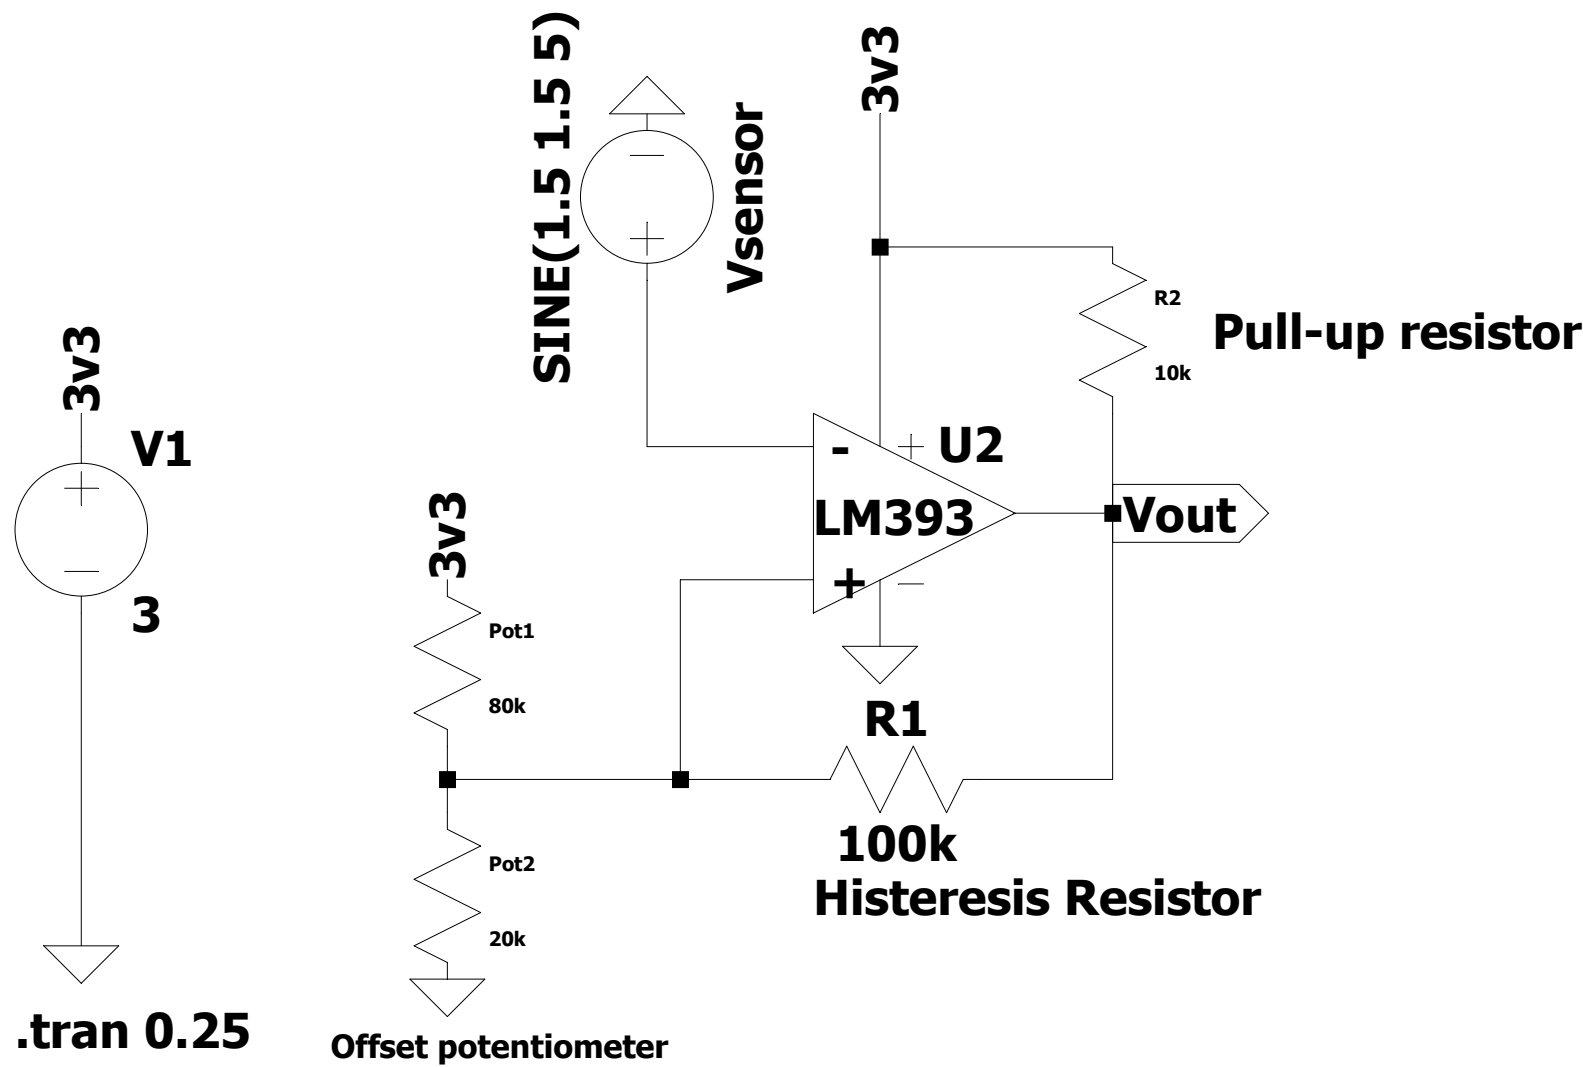 SINE(1.5 1.5 5)
Vsensor
3v3
R2
10k
Pull-up resistor
3v3
V1
3
3v3
-
+
U2
LM393
Vout
+
Pot1
80k
R1
100k
Histeresis Resistor
Pot2
20k
.tran 0.25
Offset potentiometer